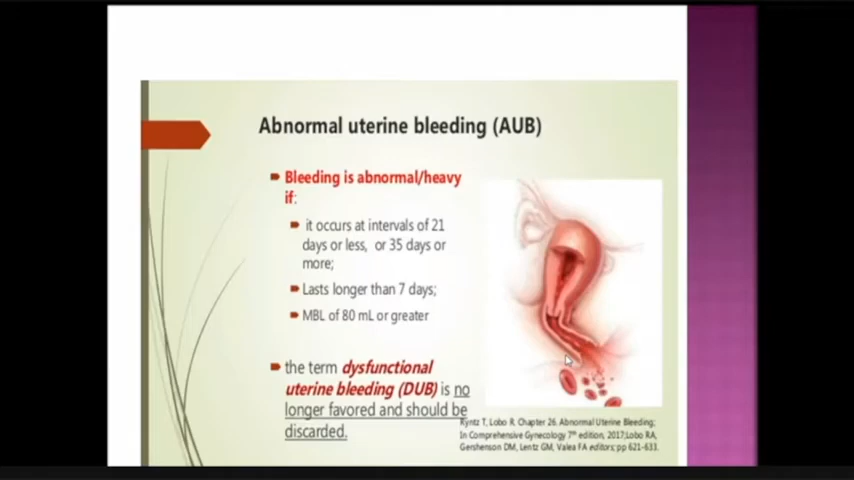 Abnormal uterine bleeding (AUB)
Bleeding is abnormal/heavy
if:
it occurs at intervals of 21
days or less, or 35 days or
more;
Lasts longer than 7 days;
MBL of 80 mL or greater
the term dysfunctional
uterine bleeding (DUB) is no
longer favored and should be
discarded.
Ryntz T, Lobo R. Chapter 26. Abnormal Uterine Bleeding;
In Comprehensive Gynecology 7th edition, 2017;Lobo RA,
Gershenson DM, Lentz GM, Valea FA editors; pp 621-633.